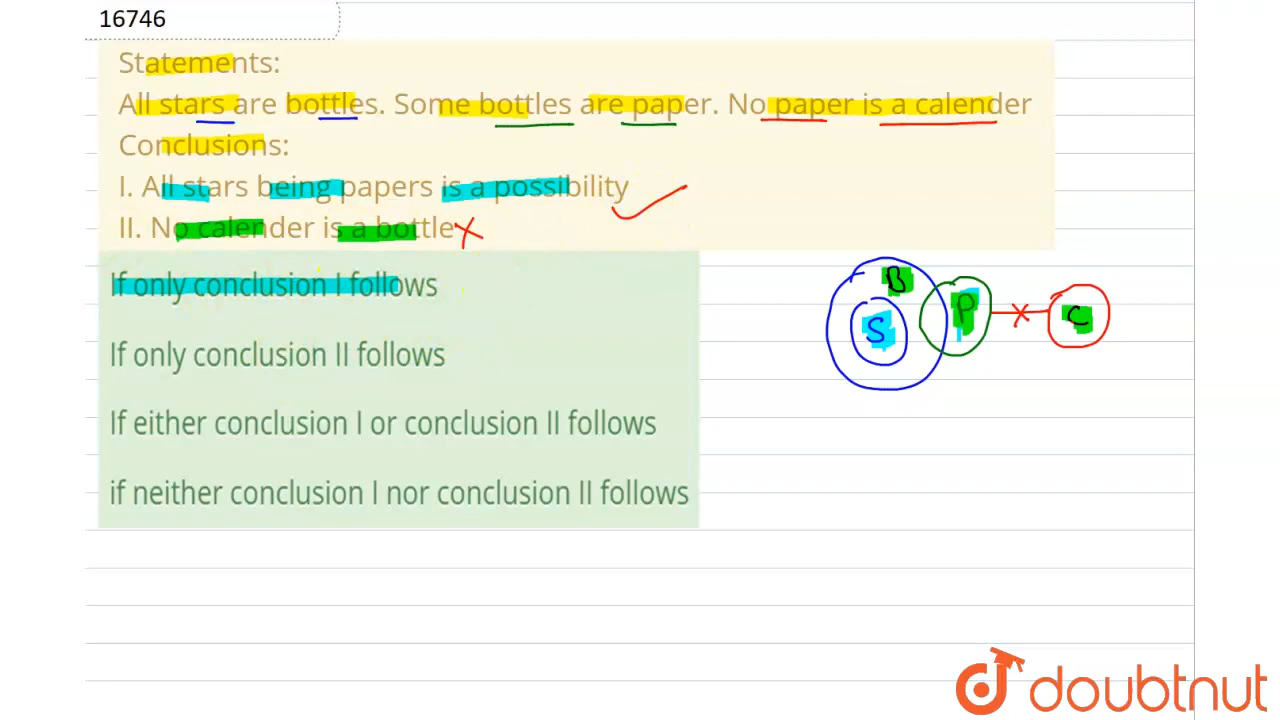 16746
Statements:
All stars are bottles. Some bottles are paper. No paper is a calender
Conclusions:
I. All stars being papers is a possibility
II. No calender is a bottle
If only conclusion I follows
If only conclusion II follows
If either conclusion I or conclusion II follows
if neither conclusion I nor conclusion II follows
B
S
P
C
doubtnut